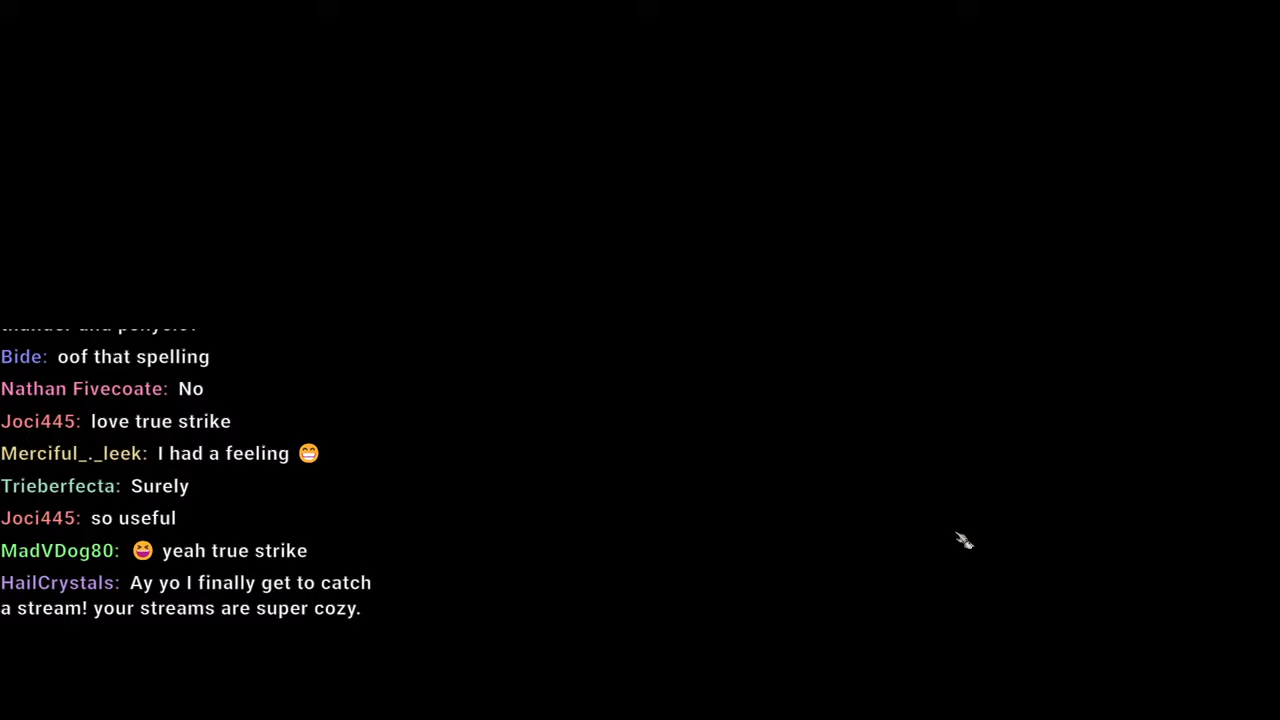 Bide: oof that spelling
Nathan Fivecoate: No
Joci445: love true strike
Merciful_._leek: I had a feeling 😁
Trieberfecta: Surely
Joci445: so useful
MadVDog80: 😆 yeah true strike
HailCrystals: Ay yo I finally get to catch
a stream! your streams are super cozy.